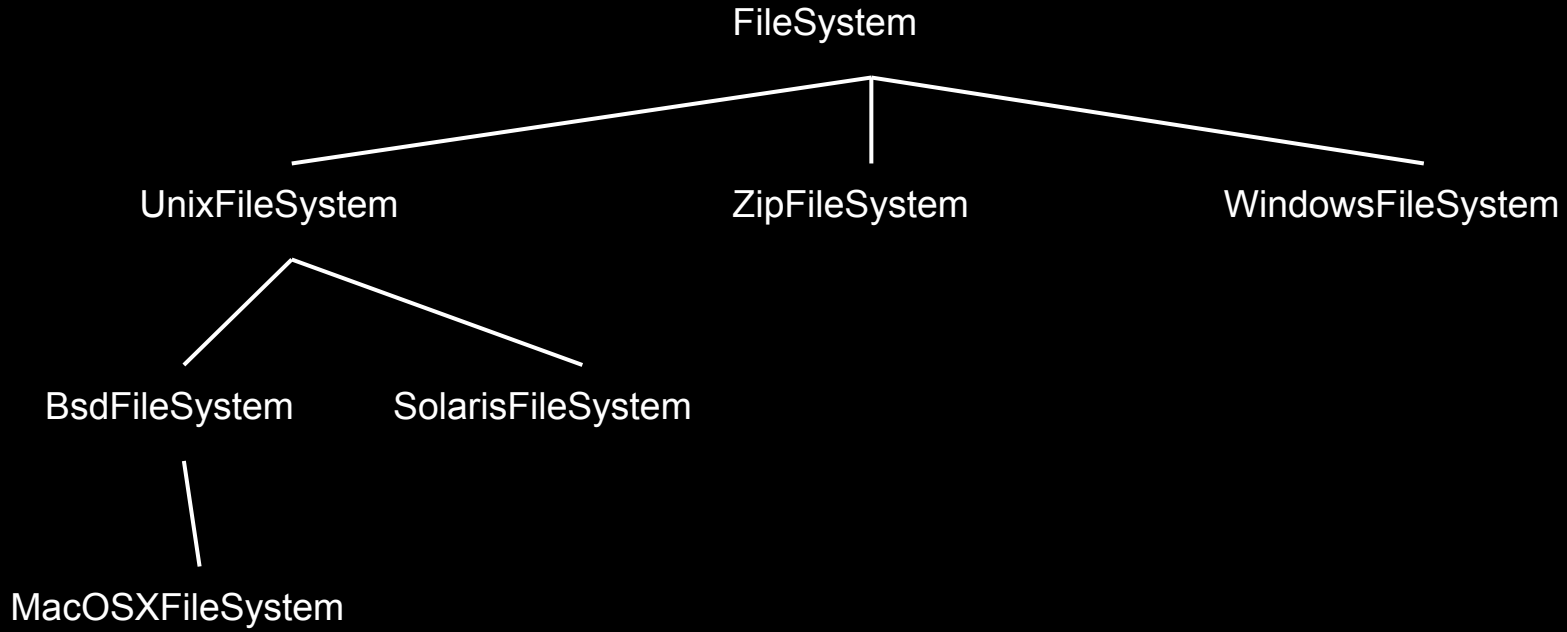 FileSystem
UnixFileSystem ZipFileSystem WindowsFileSystem
BsdFileSystem SolarisFileSystem
MacOSXFileSystem